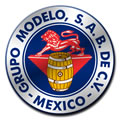 GRUPO MODELO, S.A.B. DE C.V.
- MEXICO -